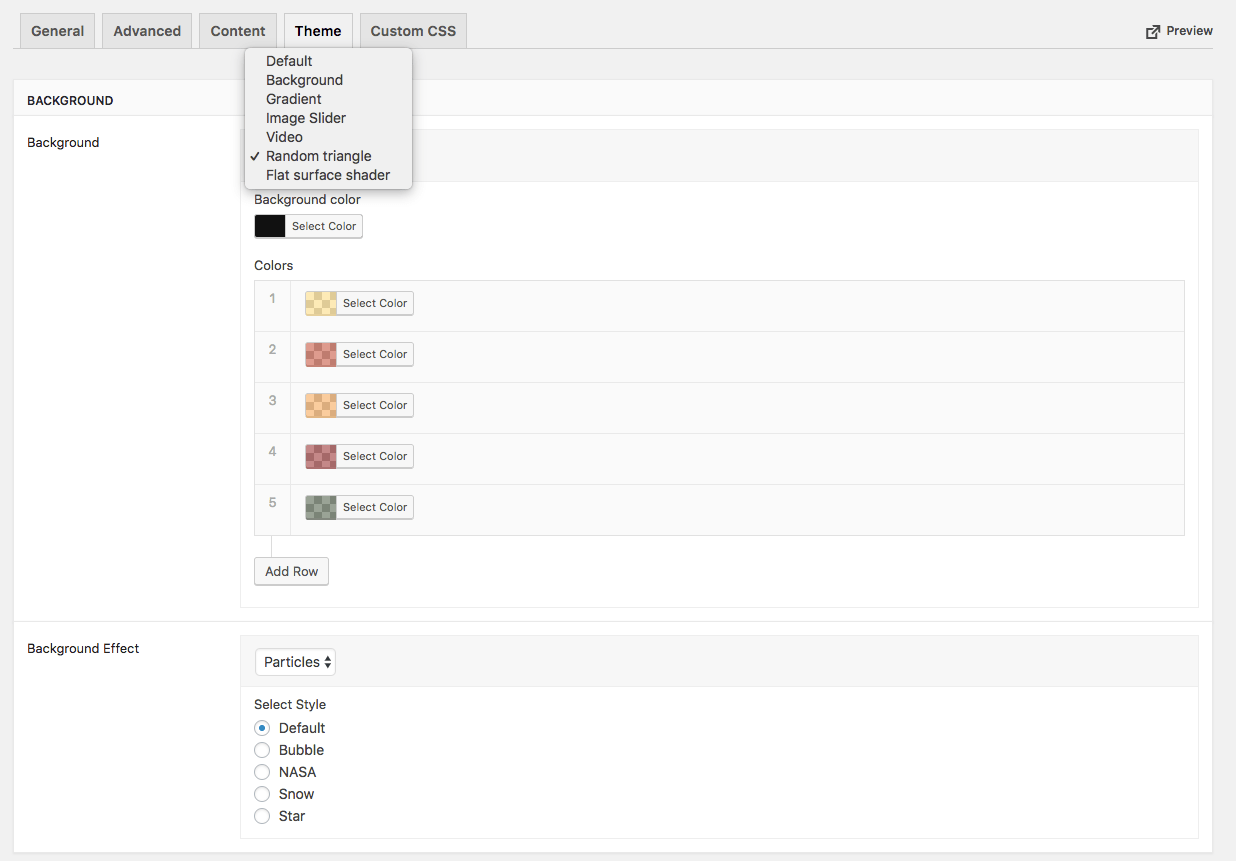 General
Advanced
Content
Theme
Custom CSS
Preview
Default
Background
Gradient
Image Slider
Video
Random triangle
Flat surface shader
BACKGROUND
Background
Background color
Select Color
Colors
1 Select Color
2 Select Color
3 Select Color
4 Select Color
5 Select Color
Add Row
Background Effect
Particles
Select Style
Default
Bubble
NASA
Snow
Star